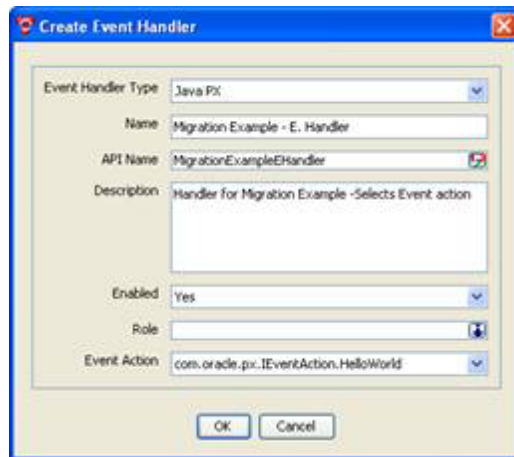 Create Event Handler
Event Handler Type Java PX
Name Migration Example - E. Handler
API Name MigrationExampleEHandler
Description Handler for Migration Example -Selects Event action
Enabled Yes
Role
Event Action com.oracle.px.IEventAction.HelloWorld
OK Cancel